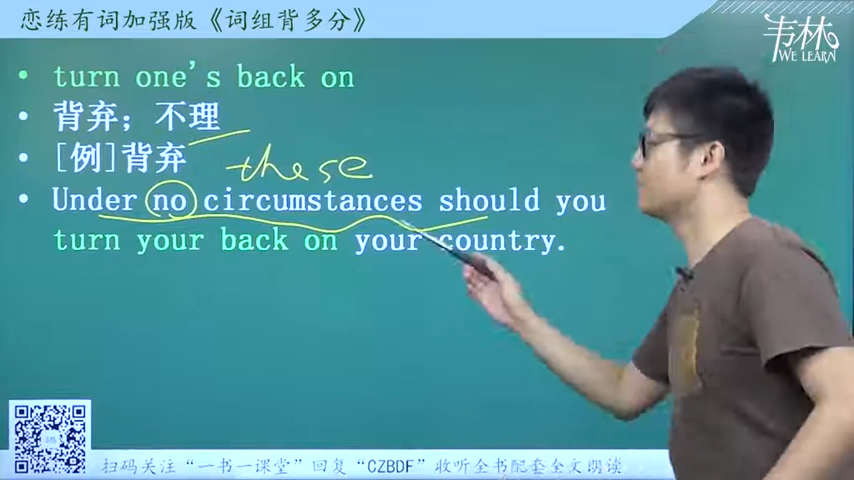 恋练有词加强版《词组背多分》
韦林
WE LEARN
• turn one's back on
• 背弃；不理
• [例]背弃
these
• Under no circumstances should you
turn your back on your country.
扫码关注“一书一课堂”回复“CZBDF”收听全书配套全文朗读